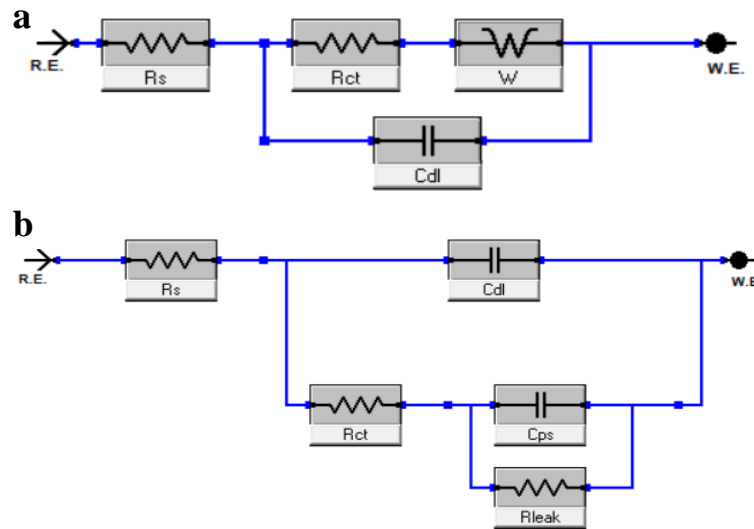 a
R.E.
Rs
Rct
W
W.E.
Cdl
b
R.E.
Rs
Cdl
W.E
Rct
Cps
Rleak